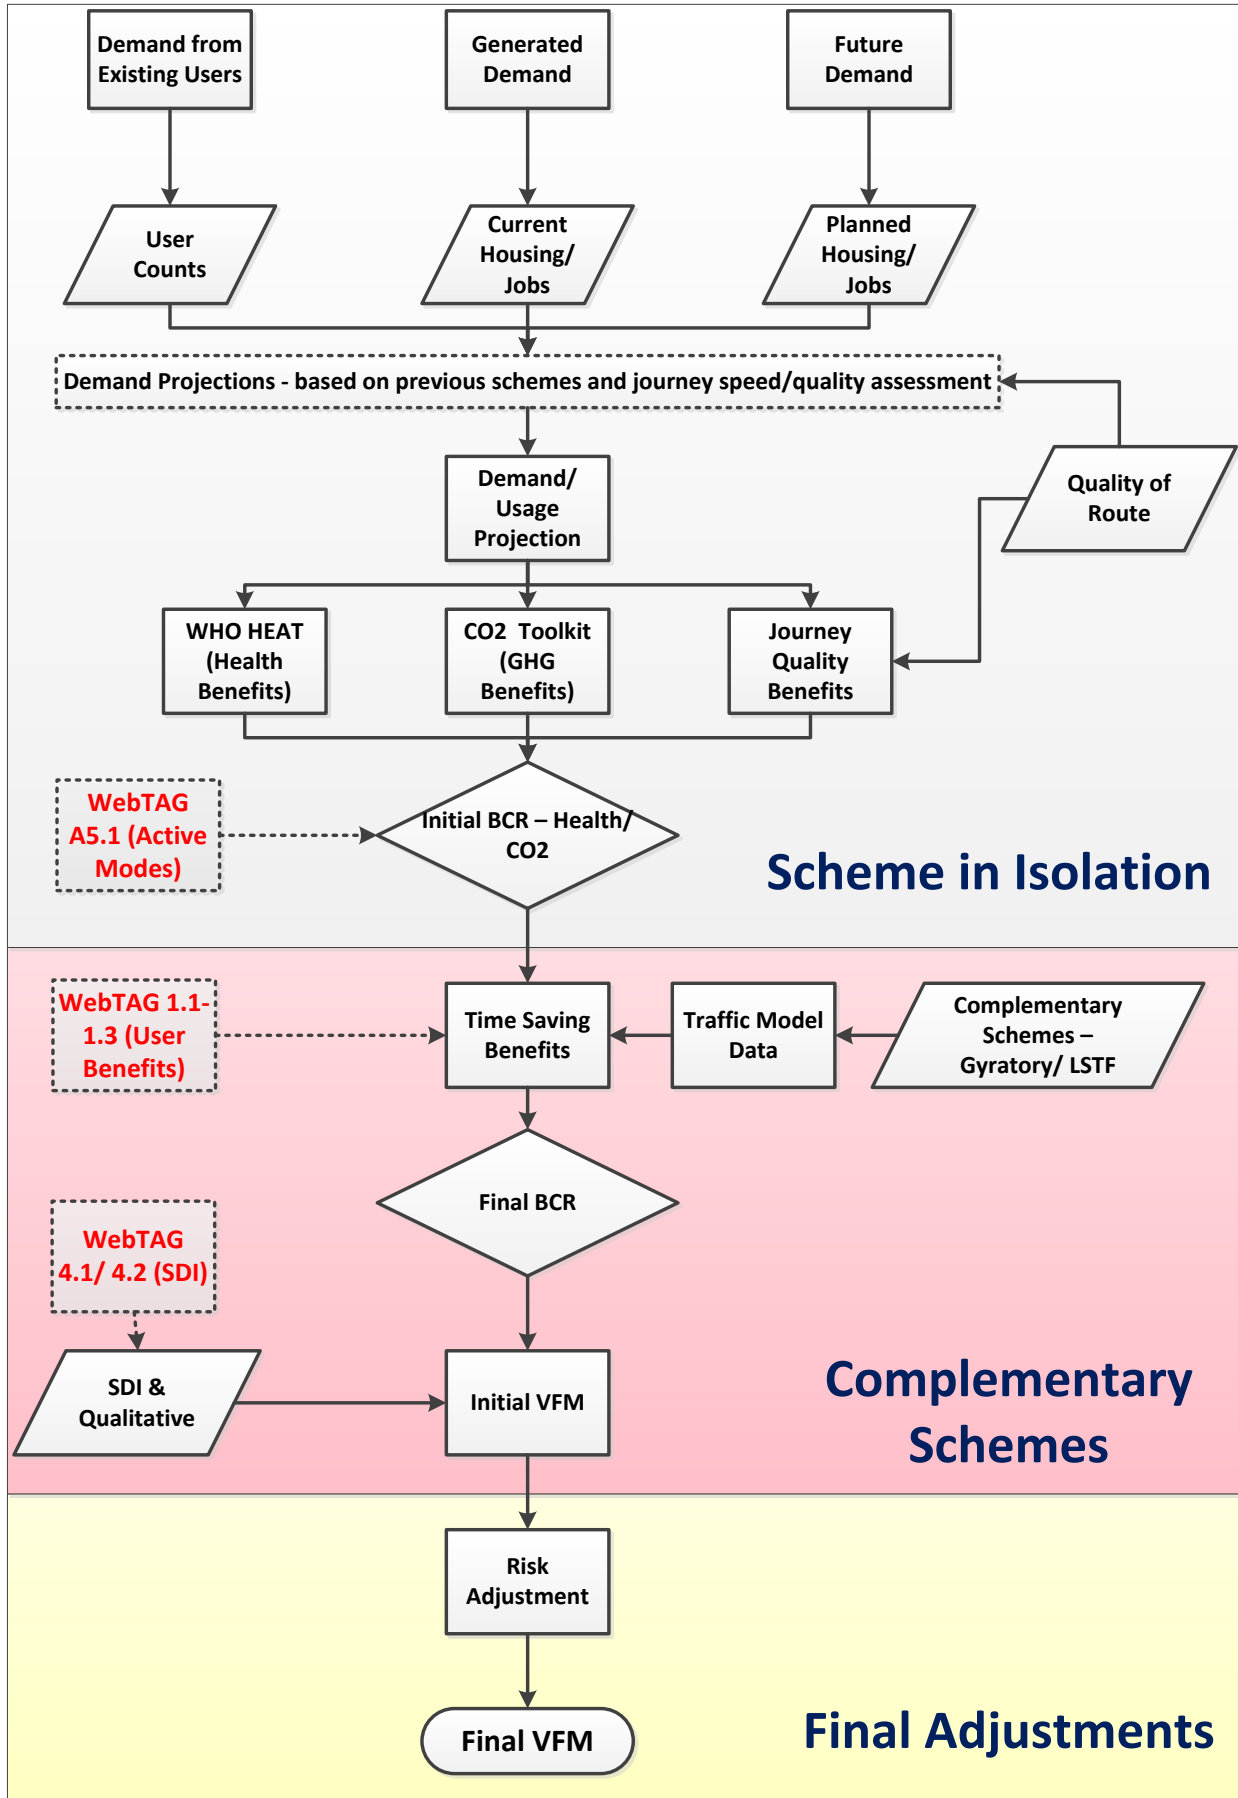 Demand from
Existing Users
Generated
Demand
Future
Demand
User
Counts
Current
Housing/
Jobs
Planned
Housing/
Jobs
Demand Projections - based on previous schemes and journey speed/quality assessment
Quality of
Route
Demand/
Usage
Projection
WHO HEAT
(Health
Benefits)
CO2  Toolkit
(GHG
Benefits)
Journey
Quality
Benefits
WebTAG
A5.1 (Active
Modes)
Initial BCR – Health/
CO2
Scheme in Isolation
WebTAG 1.1-
1.3 (User
Benefits)
Time Saving
Benefits
Traffic Model
Data
Complementary
Schemes –
Gyratory/ LSTF
Final BCR
WebTAG
4.1/ 4.2 (SDI)
SDI &
Qualitative
Initial VFM
Complementary
Schemes
Risk
Adjustment
Final VFM
Final Adjustments